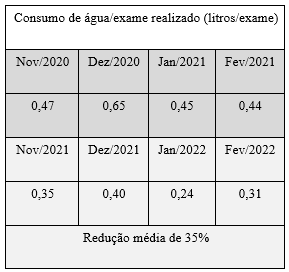 Consumo de água/exame realizado (litros/exame)
Nov/2020 Dez/2020 Jan/2021 Fev/2021
0,47 0,65 0,45 0,44
Nov/2021 Dez/2021 Jan/2022 Fev/2022
0,35 0,40 0,24 0,31
Redução média de 35%